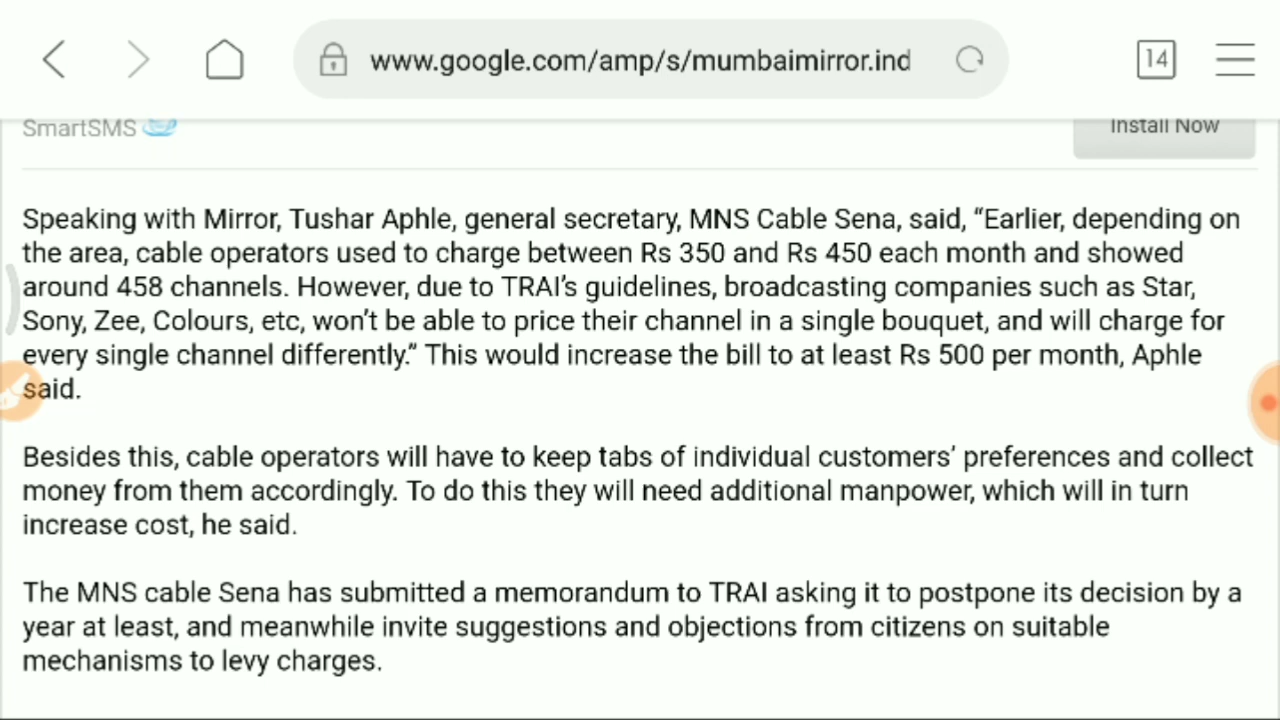 www.google.com/amp/s/mumbaimirror.ind
14
SmartSMS
Install Now
Speaking with Mirror, Tushar Aphle, general secretary, MNS Cable Sena, said, “Earlier, depending on
the area, cable operators used to charge between Rs 350 and Rs 450 each month and showed
around 458 channels. However, due to TRAI’s guidelines, broadcasting companies such as Star,
Sony, Zee, Colours, etc, won’t be able to price their channel in a single bouquet, and will charge for
every single channel differently.” This would increase the bill to at least Rs 500 per month, Aphle
said.
Besides this, cable operators will have to keep tabs of individual customers’ preferences and collect
money from them accordingly. To do this they will need additional manpower, which will in turn
increase cost, he said.
The MNS cable Sena has submitted a memorandum to TRAI asking it to postpone its decision by a
year at least, and meanwhile invite suggestions and objections from citizens on suitable
mechanisms to levy charges.